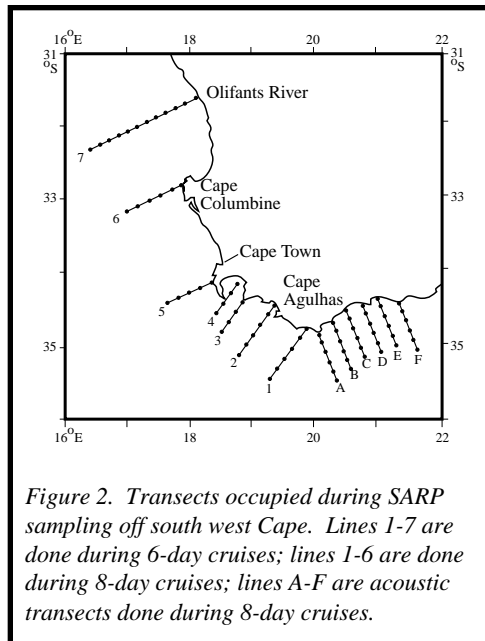 16°E 18 20 22
31 31
°S °S
Olifants River
7
33 33
Cape
Columbine
6
Cape Town
Cape
Agulhas
5
4
3
2
35 35
1
A B C D E F
16°E 18 20 22
Figure 2. Transects occupied during SARP
sampling off south west Cape. Lines 1-7 are
done during 6-day cruises; lines 1-6 are done
during 8-day cruises; lines A-F are acoustic
transects done during 8-day cruises.